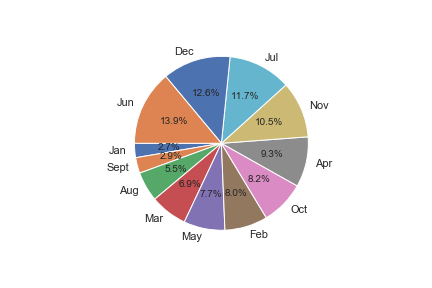 Dec
Jul
12.6%
11.7%
Jun
Nov
13.9%
10.5%
Jan
2.7%
9.3%
Apr
Sept
2.9%
Aug
5.5%
8.2%
Mar
6.9%
7.7%
8.0%
Oct
May
Feb